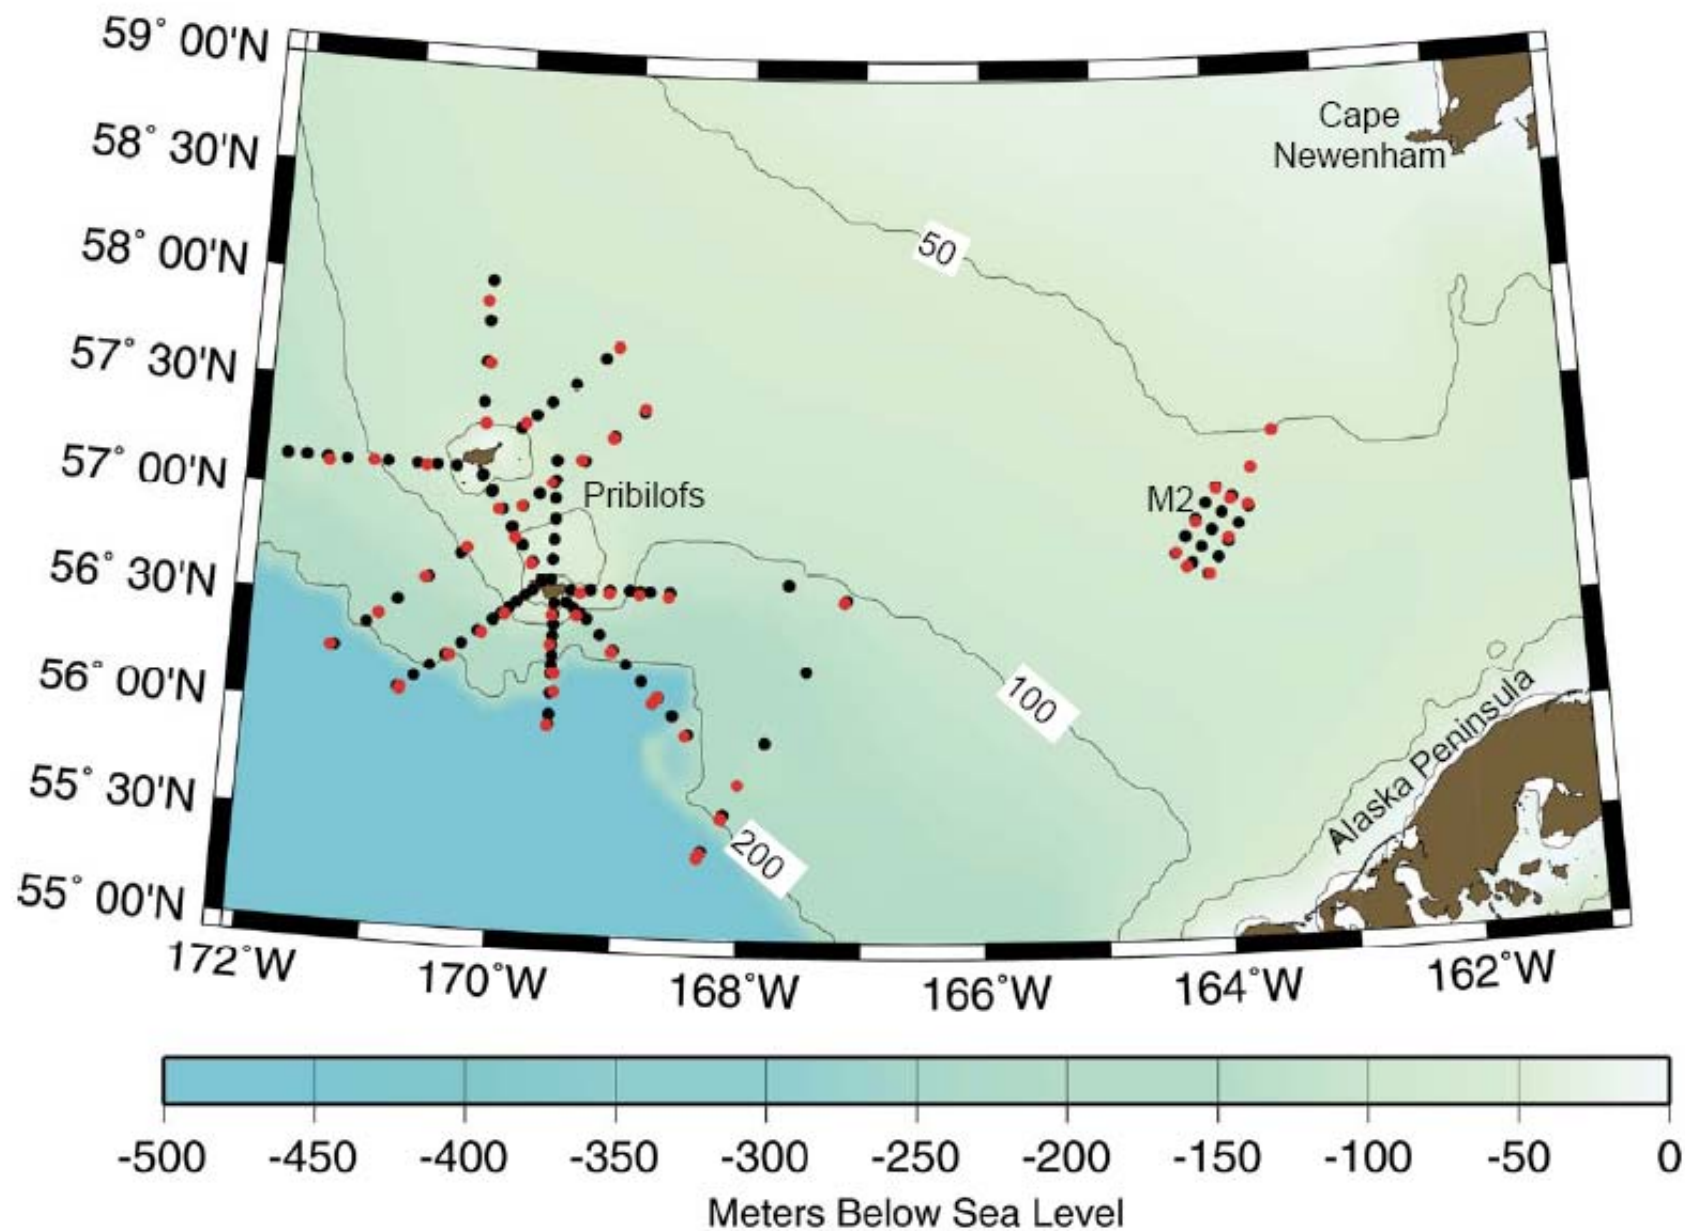 59° 00'N
58° 30'N
58° 00'N
57° 30'N
57° 00'N
56° 30'N
56° 00'N
55° 30'N
55° 00'N
Cape
Newenham
50
Pribilofs
M2
100
Alaska Peninsula
200
172°W 170°W 168°W 166°W 164°W 162°W
-500 -450 -400 -350 -300 -250 -200 -150 -100 -50 0
Meters Below Sea Level